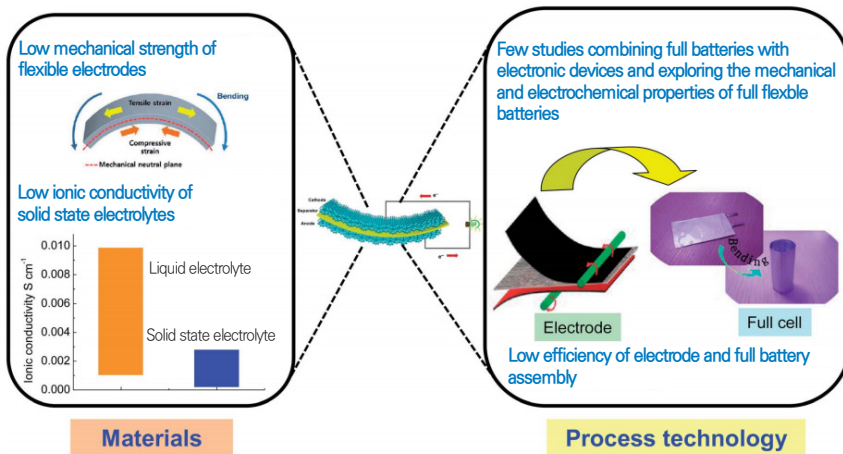 Low mechanical strength of
flexible electrodes
Bending
Tensile strain
Compressive
strain
Mechanical neutral plane
Low ionic conductivity of
solid state electrolytes
Ionic conductivity S cm⁻¹
0.010
0.008
0.006
0.004
0.002
0.000
Liquid electrolyte
Solid state electrolyte
Materials
Cathode
Separator
Anode
e⁻
e⁻
Few studies combining full batteries with
electronic devices and exploring the mechanical
and electrochemical properties of full flexble
batteries
Bending
Electrode
Full cell
Low efficiency of electrode and full battery
assembly
Process technology